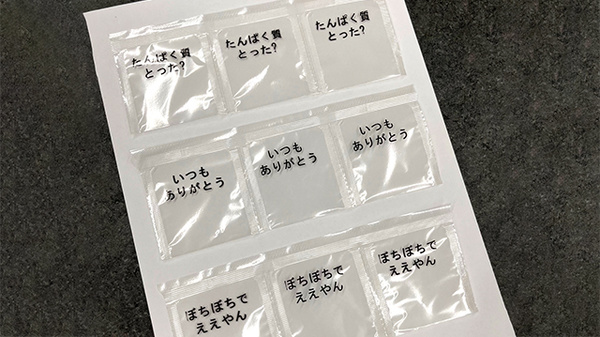 たんぱく質
とった?
たんぱく質
とった?
たんぱく質
とった?
いつも
ありがとう
いつも
ありがとう
いつも
ありがとう
ぼちぼちで
ええやん
ぼちぼちで
ええやん
ぼちぼちで
ええやん